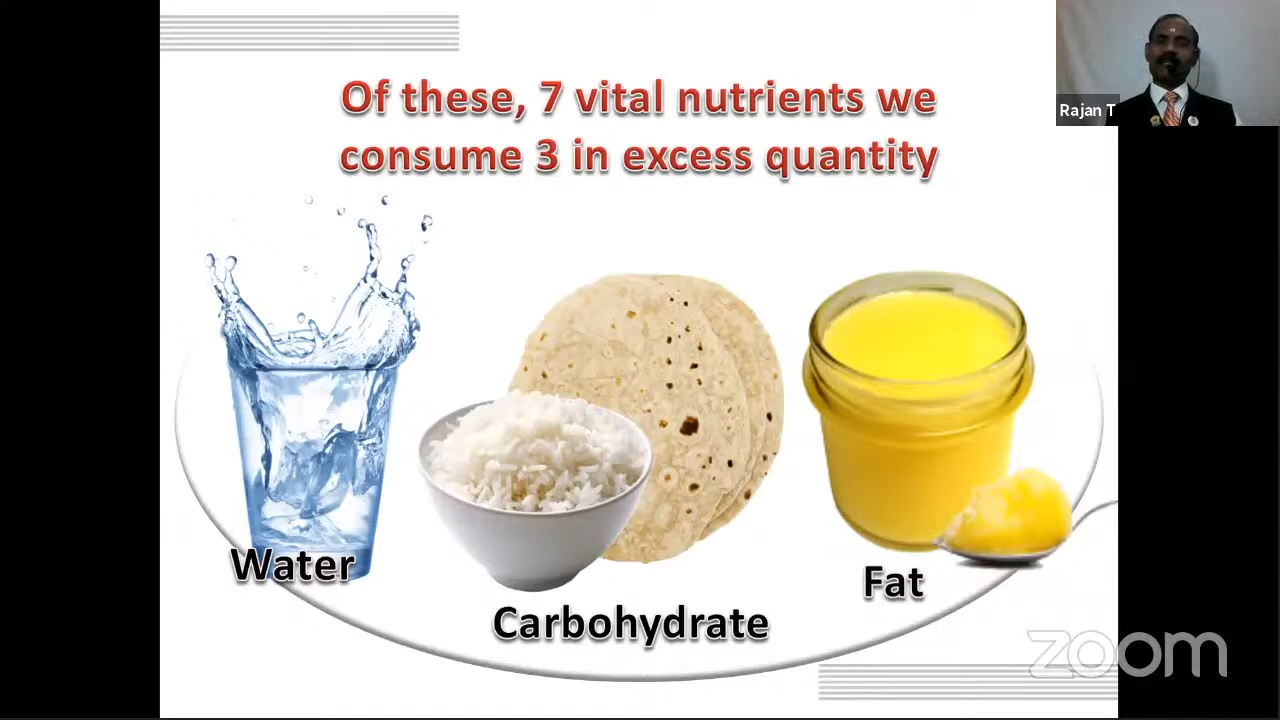 Of these, 7 vital nutrients we
consume 3 in excess quantity
Rajan T
Water
Carbohydrate
Fat
zoom